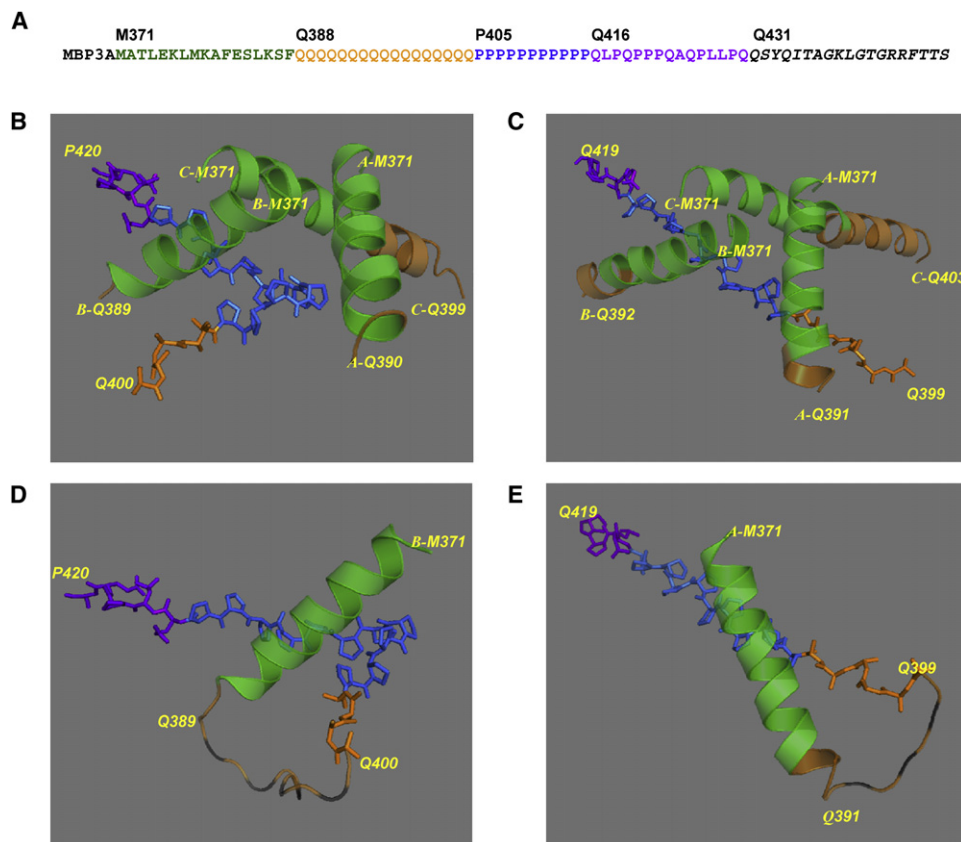 A
M371 Q388 P405 Q416 Q431
MBP3AMATLEKLMKAFESLKSFQQQQQQQQQQQQQQQQQPPPPPPPPPPPQLPQPPPQAQPLLPQQSYQITAGKLGTGRRFTTS
B
P420
C-M371
A-M371
B-M371
B-Q389
C-Q399
A-Q390
Q400
C
Q419
A-M371
C-M371
B-M371
C-Q403
B-Q392
Q399
A-Q391
D
B-M371
P420
Q389
Q400
E
Q419
A-M371
Q399
Q391